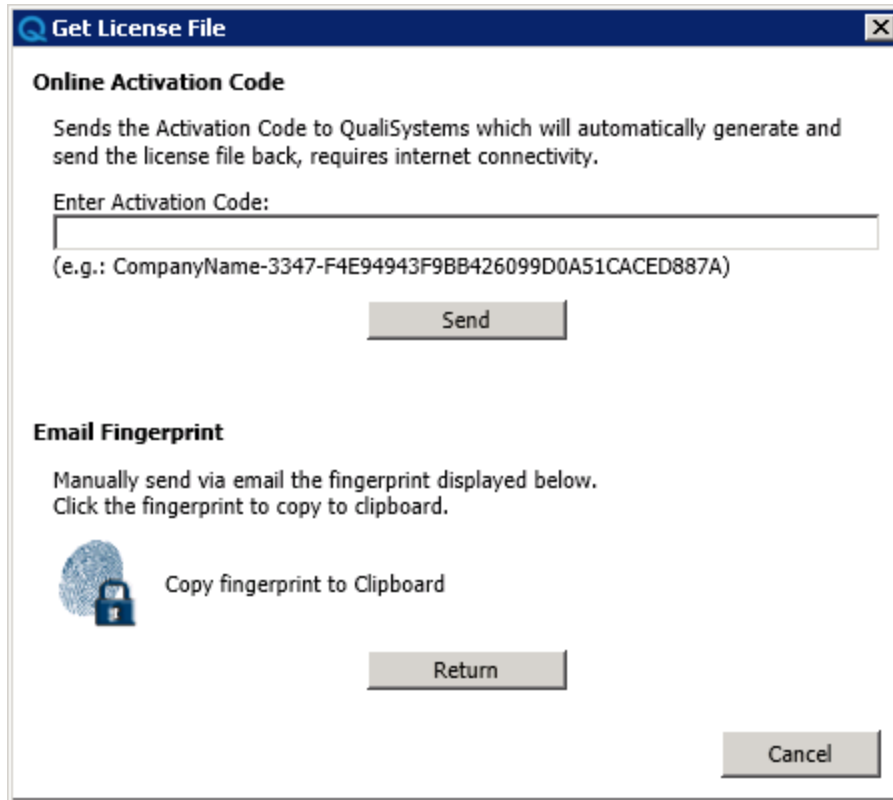 Get License File
Online Activation Code
Sends the Activation Code to QualiSystems which will automatically generate and
send the license file back, requires internet connectivity.
Enter Activation Code:
(e.g.: CompanyName-3347-F4E94943F9BB426099D0A51CACED887A)
Send
Email Fingerprint
Manually send via email the fingerprint displayed below.
Click the fingerprint to copy to clipboard.
Copy fingerprint to Clipboard
Return
Cancel